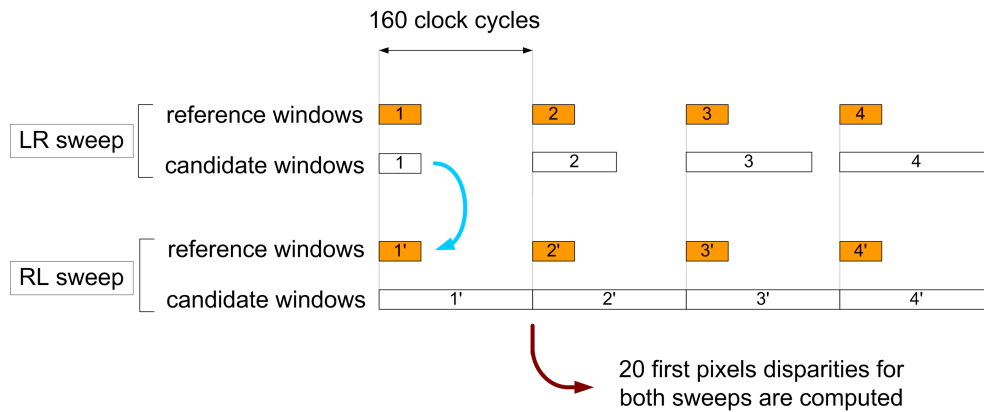 160 clock cycles
LR sweep
reference windows
1
2
3
4
candidate windows
1
2
3
4
RL sweep
reference windows
1'
2'
3'
4'
candidate windows
1'
2'
3'
4'
20 first pixels disparities for
both sweeps are computed